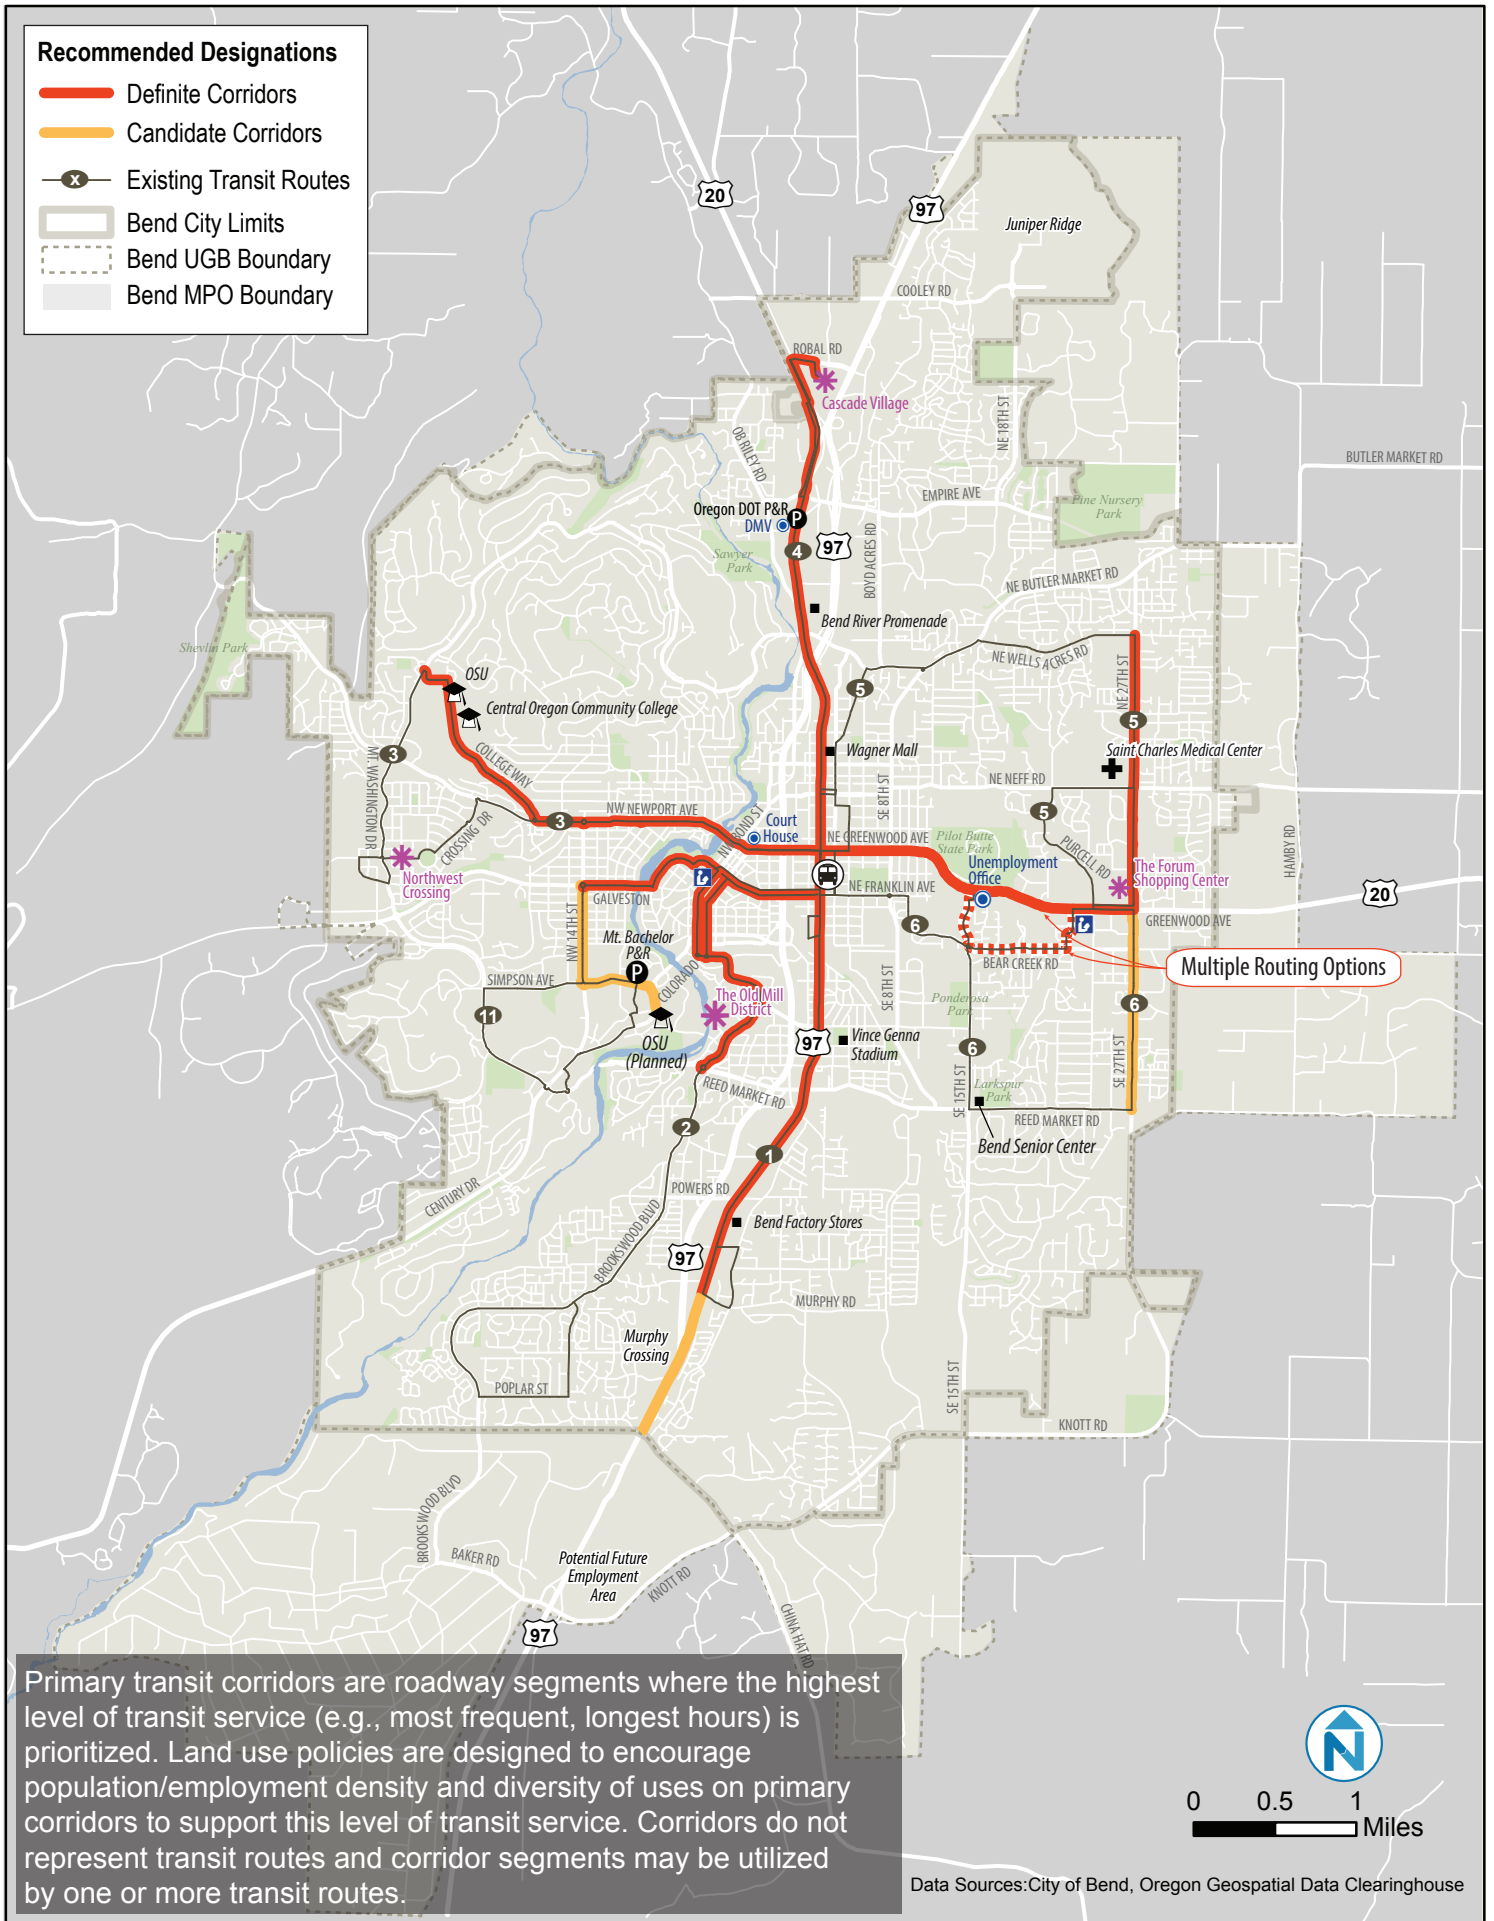 Recommended Designations
Definite Corridors
Candidate Corridors
x Existing Transit Routes
Bend City Limits
Bend UGB Boundary
Bend MPO Boundary
20
97
Juniper Ridge
COOLEY RD
ROBAL RD
Cascade Village
NE 18TH ST
OB RILEY RD
BUTLER MARKET RD
EMPIRE AVE
Pine Nursery
Park
Oregon DOT P&R
P
DMV
4
97
BOYD ACRES RD
Sawyer
Park
NE BUTLER MARKET RD
Bend River Promenade
Shevlin Park
NE WELLS ACRES RD
NE 27TH ST
OSU
5
5
Central Oregon Community College
3
MT. WASHINGTON DR
COLLEGE WAY
Wagner Mall
Saint Charles Medical Center
NE NEFF RD
SE 8TH ST
NW NEWPORT AVE
3
5
NW BOND ST
Court
House
CROSSING DR
NE GREENWOOD AVE
Pilot Butte
State Park
PURCELL RD
HAMBY RD
Northwest
Crossing
Unemployment
Office
The Forum
Shopping Center
NE FRANKLIN AVE
GALVESTON
20
6
GREENWOOD AVE
NW 14TH ST
Mt. Bachelor
P&R
P
BEAR CREEK RD
Multiple Routing Options
SIMPSON AVE
COLORADO
The Old Mill
District
SE 8TH ST
Ponderosa
Park
6
11
OSU
(Planned)
97
Vince Genna
Stadium
6
SE 27TH ST
REED MARKET RD
SE 15TH ST
Larkspur
Park
REED MARKET RD
2
Bend Senior Center
1
CENTURY DR
POWERS RD
BROOKSWOOD BLVD
Bend Factory Stores
97
MURPHY RD
Murphy
Crossing
POPLAR ST
SE 15TH ST
KNOTT RD
BROOKS WOOD BLVD
BAKER RD
Potential Future
Employment
Area
KNOTT RD
CHINA HAT RD
97
Primary transit corridors are roadway segments where the highest
level of transit service (e.g., most frequent, longest hours) is
prioritized. Land use policies are designed to encourage
population/employment density and diversity of uses on primary
corridors to support this level of transit service. Corridors do not
represent transit routes and corridor segments may be utilized
by one or more transit routes.
N
0 0.5 1
Miles
Data Sources:City of Bend, Oregon Geospatial Data Clearinghouse